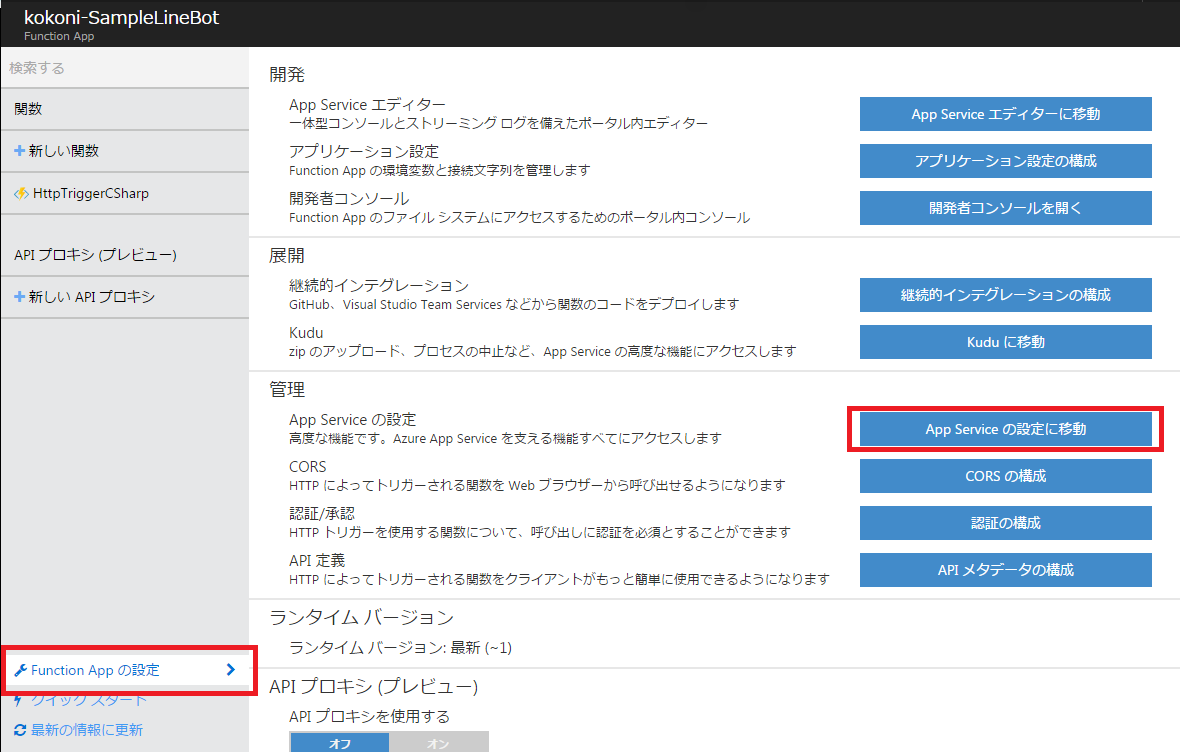 kokoni-SampleLineBot
Function App
検索する
関数
新しい関数
HttpTriggerCSharp
API プロキシ (プレビュー)
新しい API プロキシ
Function App の設定
クイック スタート
最新の情報に更新
開発
App Service エディター
一体型コンソールとストリーミング ログを備えたポータル内エディター
App Service エディターに移動
アプリケーション設定
Function App の環境変数と接続文字列を管理します
アプリケーション設定の構成
開発者コンソール
Function App のファイル システムにアクセスするためのポータル内コンソール
開発者コンソールを開く
展開
継続的インテグレーション
GitHub、Visual Studio Team Services などから関数のコードをデプロイします
継続的インテグレーションの構成
Kudu
zip のアップロード、プロセスの中止など、App Service の高度な機能にアクセスします
Kudu に移動
管理
App Service の設定
高度な機能です。Azure App Service を支える機能すべてにアクセスします
App Service の設定に移動
CORS
HTTP によってトリガーされる関数を Web ブラウザーから呼び出せるようになります
CORS の構成
認証/承認
HTTP トリガーを使用する関数について、呼び出しに認証を必須とすることができます
認証の構成
API 定義
HTTP によってトリガーされる関数をクライアントがもっと簡単に使用できるようになります
API メタデータの構成
ランタイム バージョン
ランタイム バージョン: 最新 (~1)
API プロキシ (プレビュー)
API プロキシを使用する
オフ
オン